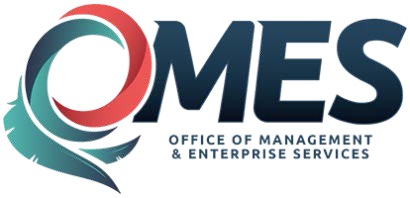 OMES
OFFICE OF MANAGEMENT
& ENTERPRISE SERVICES